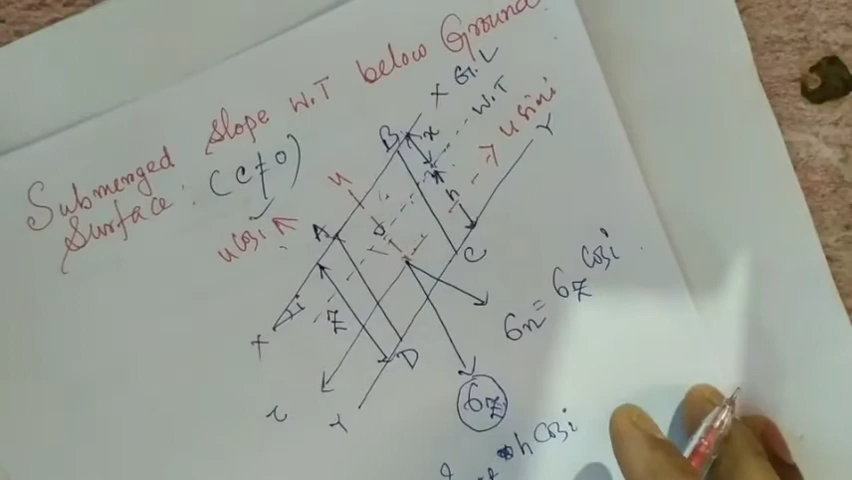 Submerged slope W.T below Ground
Surface: (C≠0)
X G.L
W.T
B
x
u
u sin i
Y
u cos i
A
h
C
i
Z
X
D
σn = σz cos i
τ
Y
σz
h cos i